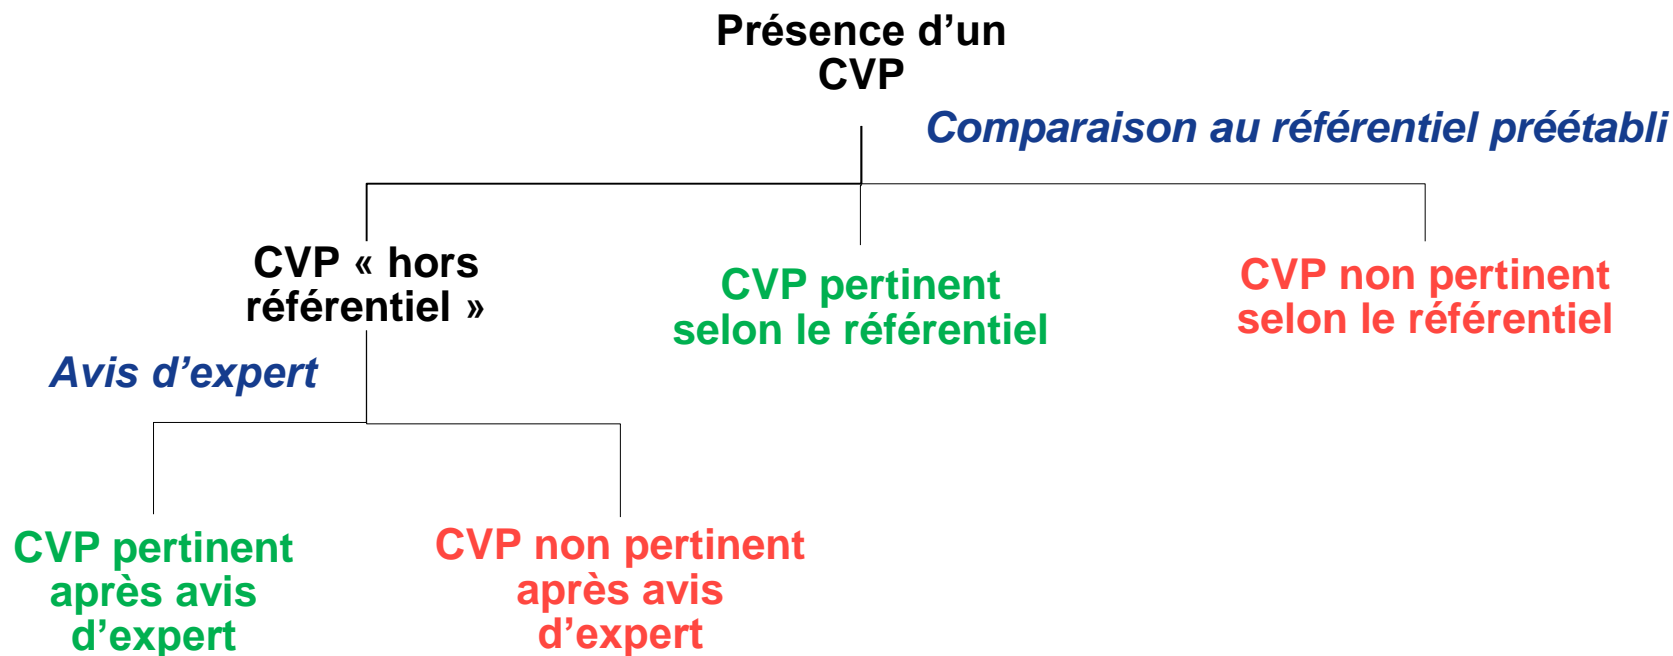 Présence d’un
CVP
Comparaison au référentiel préétabli
CVP « hors
référentiel »
CVP pertinent
selon le référentiel
CVP non pertinent
selon le référentiel
Avis d’expert
CVP pertinent
après avis
d’expert
CVP non pertinent
après avis
d’expert